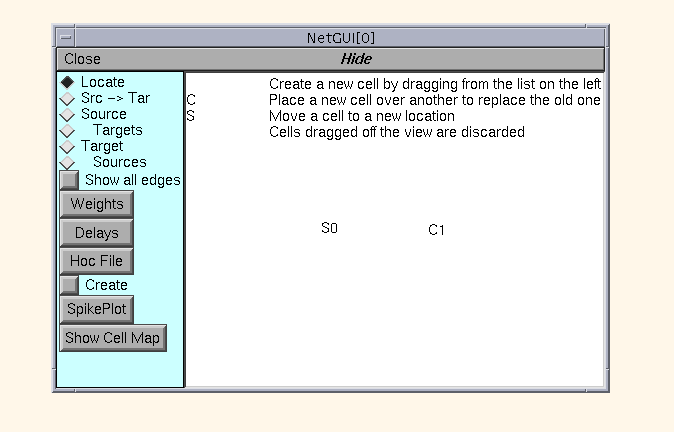 NetGUI[0]
Close Hide
Locate
Src -> Tar
Source
Targets
Target
Sources
Show all edges
Weights
Delays
Hoc File
Create
SpikePlot
Show Cell Map
Create a new cell by dragging from the list on the left
C Place a new cell over another to replace the old one
S Move a cell to a new location
Cells dragged off the view are discarded
S0 C1